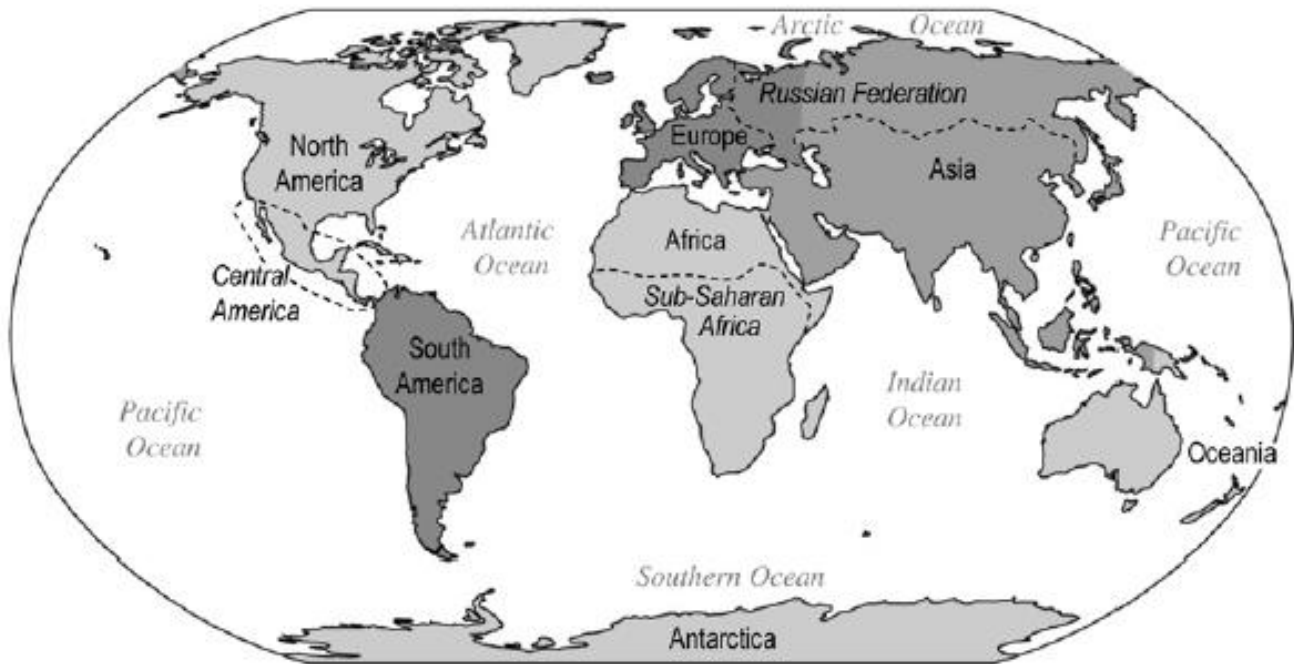 Arctic Ocean
Russian Federation
Europe
North
America
Asia
Atlantic
Ocean
Africa
Pacific
Ocean
Central
America
Sub-Saharan
Africa
South
America
Indian
Ocean
Pacific
Ocean
Oceania
Southern Ocean
Antarctica